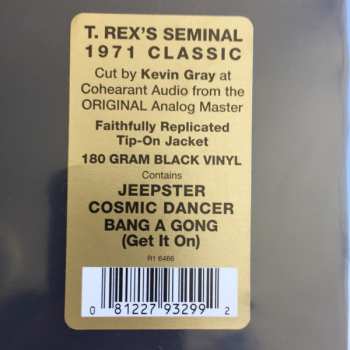 T. REX'S SEMINAL
1971 CLASSIC
Cut by Kevin Gray at
Cohearant Audio from the
ORIGINAL Analog Master
Faithfully Replicated
Tip-On Jacket
180 GRAM BLACK VINYL
Contains
JEEPSTER
COSMIC DANCER
BANG A GONG
(Get It On)
R1 6466
0 81227 93299 2